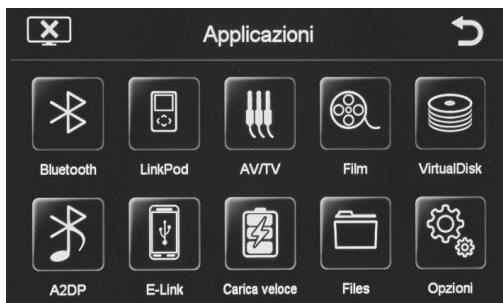 Applicazioni
Bluetooth LinkPod AV/TV Film VirtualDisk
A2DP E-Link Carica veloce Files Opzioni